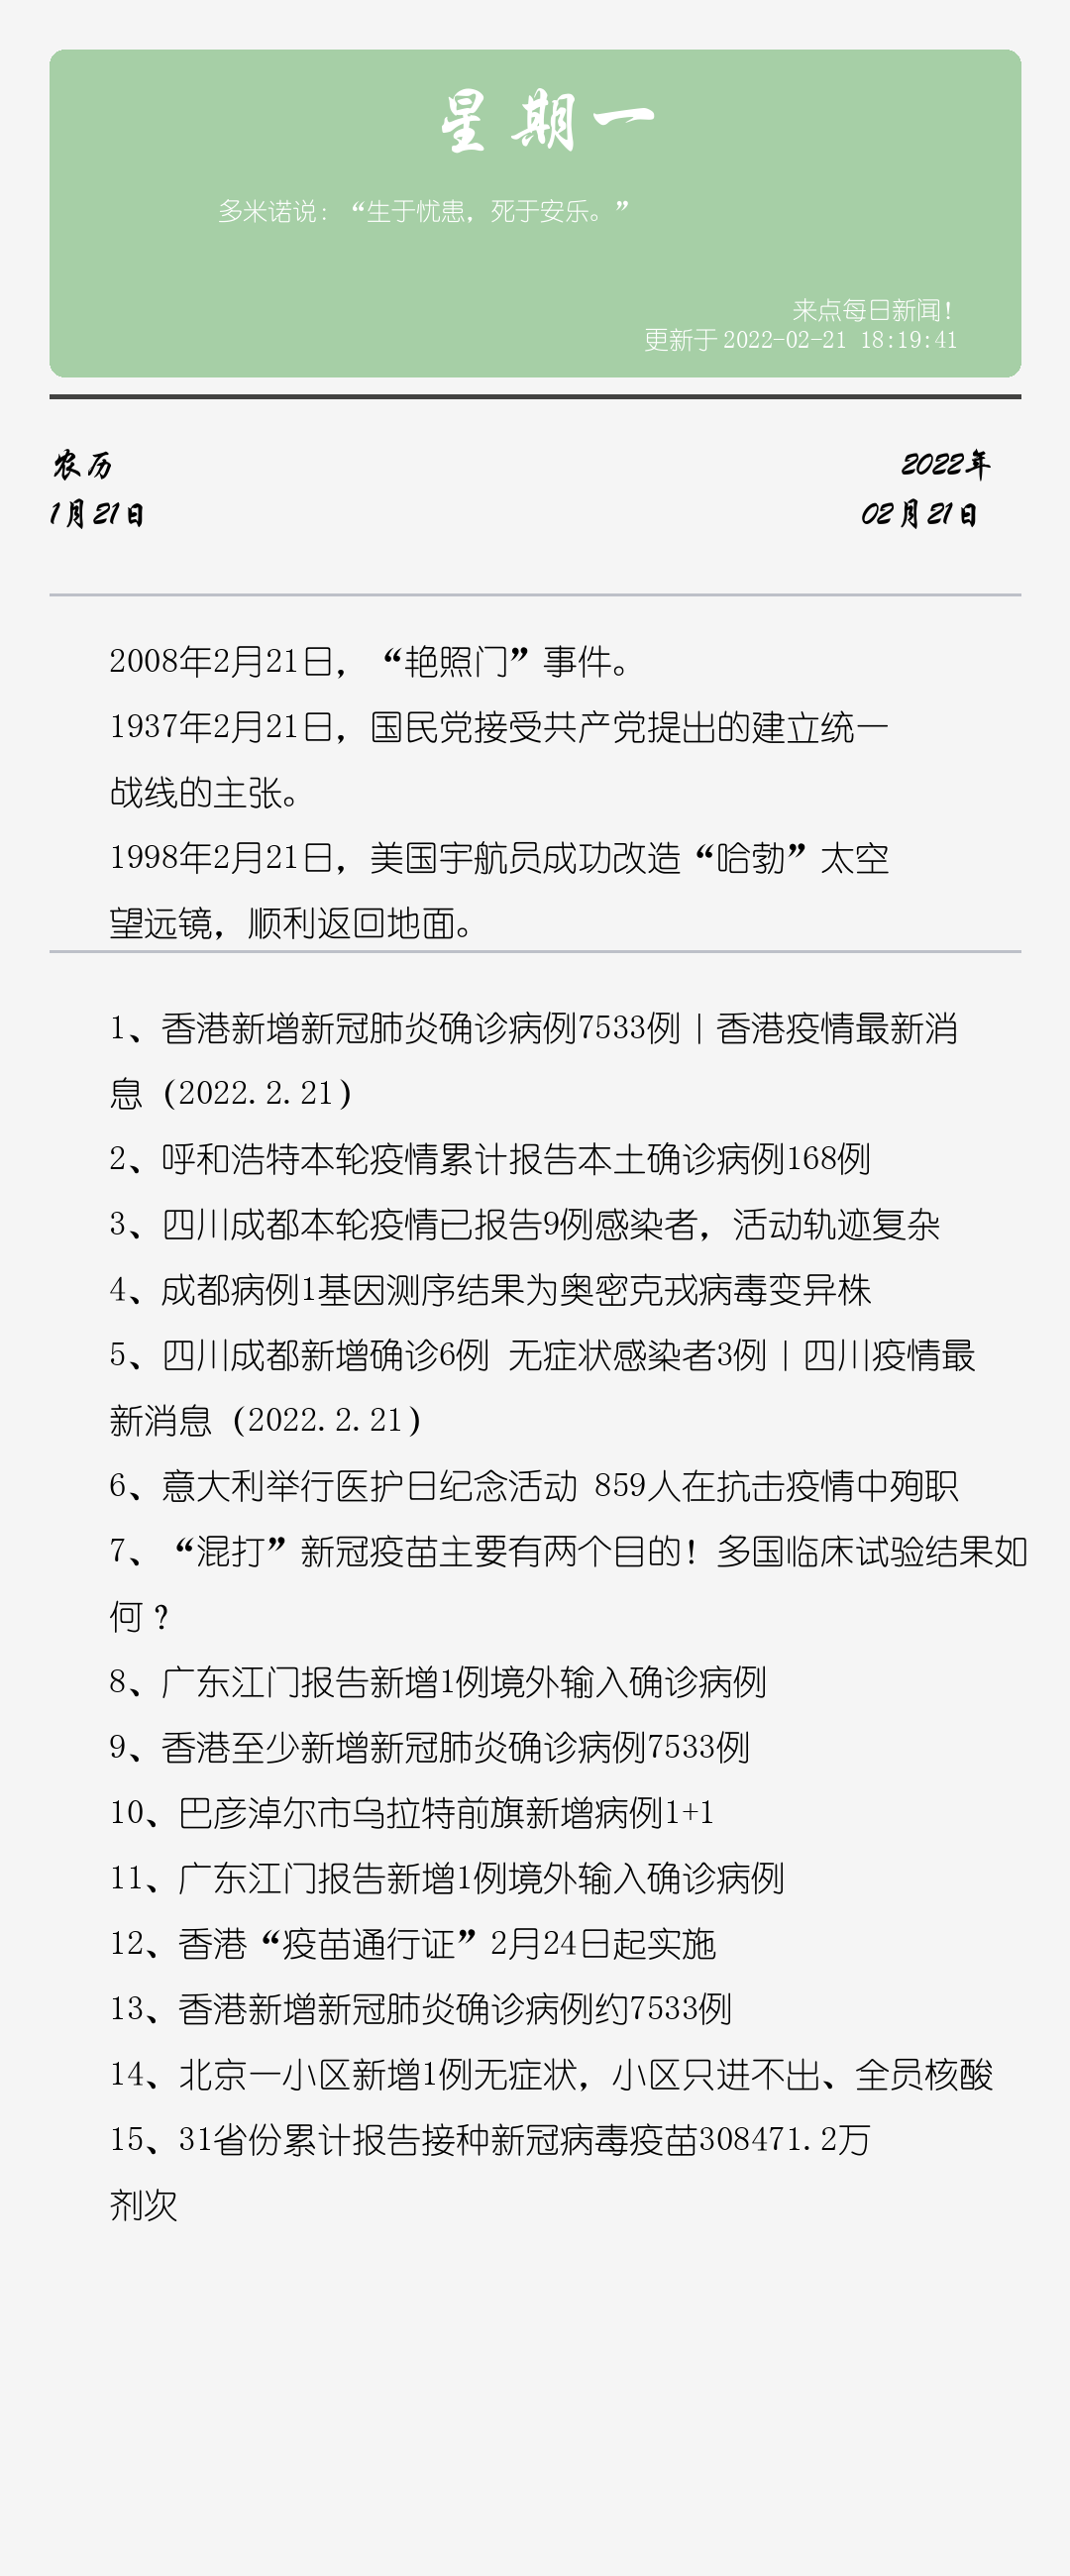 星期一
多米诺说：“生于忧患，死于安乐。”
来点每日新闻！
更新于 2022-02-21 18:19:41
农历
2022年
1月21日
02月21日
2008年2月21日，“艳照门”事件。
1937年2月21日，国民党接受共产党提出的建立统一
战线的主张。
1998年2月21日，美国宇航员成功改造“哈勃”太空
望远镜，顺利返回地面。
1、香港新增新冠肺炎确诊病例7533例｜香港疫情最新消
息（2022.2.21）
2、呼和浩特本轮疫情累计报告本土确诊病例168例
3、四川成都本轮疫情已报告9例感染者，活动轨迹复杂
4、成都病例1基因测序结果为奥密克戎病毒变异株
5、四川成都新增确诊6例 无症状感染者3例｜四川疫情最
新消息（2022.2.21）
6、意大利举行医护日纪念活动 859人在抗击疫情中殉职
7、“混打”新冠疫苗主要有两个目的！多国临床试验结果如
何？
8、广东江门报告新增1例境外输入确诊病例
9、香港至少新增新冠肺炎确诊病例7533例
10、巴彦淖尔市乌拉特前旗新增病例1+1
11、广东江门报告新增1例境外输入确诊病例
12、香港“疫苗通行证”2月24日起实施
13、香港新增新冠肺炎确诊病例约7533例
14、北京一小区新增1例无症状，小区只进不出、全员核酸
15、31省份累计报告接种新冠病毒疫苗308471.2万
剂次